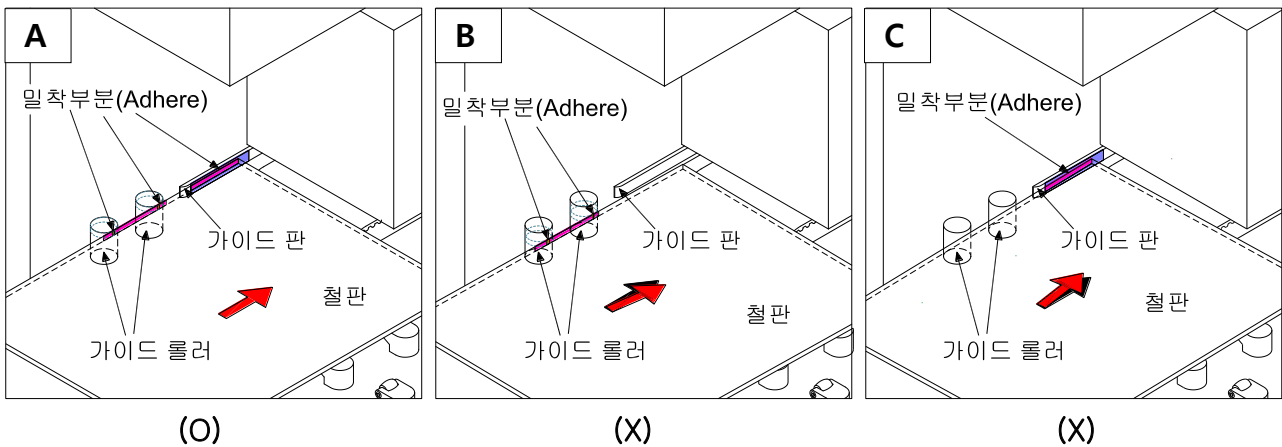 A
밀착부분(Adhere)
가이드 판
철판
가이드 롤러
(O)
B
밀착부분(Adhere)
가이드 판
철판
가이드 롤러
(X)
C
밀착부분(Adhere)
가이드 판
철판
가이드 롤러
(X)